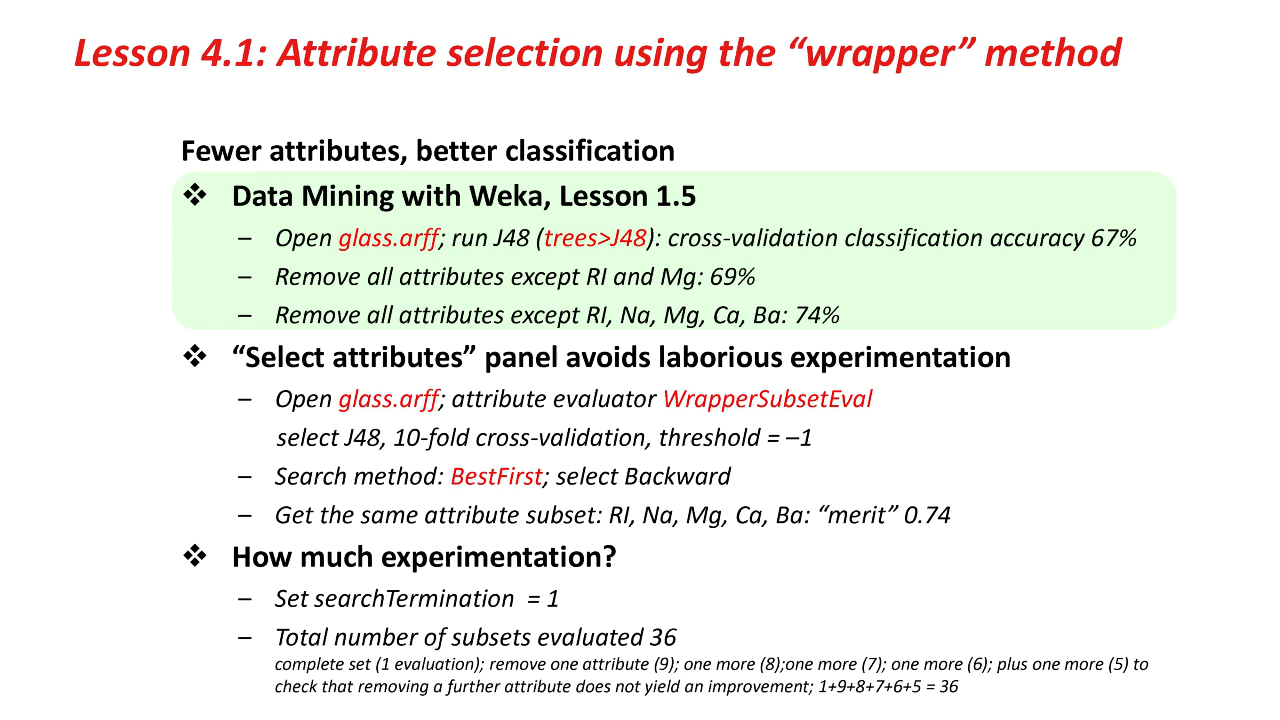 Lesson 4.1: Attribute selection using the “wrapper” method
Fewer attributes, better classification
❖ Data Mining with Weka, Lesson 1.5
– Open glass.arff; run J48 (trees>J48): cross-validation classification accuracy 67%
– Remove all attributes except RI and Mg: 69%
– Remove all attributes except RI, Na, Mg, Ca, Ba: 74%
❖ “Select attributes” panel avoids laborious experimentation
– Open glass.arff; attribute evaluator WrapperSubsetEval
select J48, 10-fold cross-validation, threshold = –1
– Search method: BestFirst; select Backward
– Get the same attribute subset: RI, Na, Mg, Ca, Ba: “merit” 0.74
❖ How much experimentation?
– Set searchTermination = 1
– Total number of subsets evaluated 36
complete set (1 evaluation); remove one attribute (9); one more (8);one more (7); one more (6); plus one more (5) to
check that removing a further attribute does not yield an improvement; 1+9+8+7+6+5 = 36